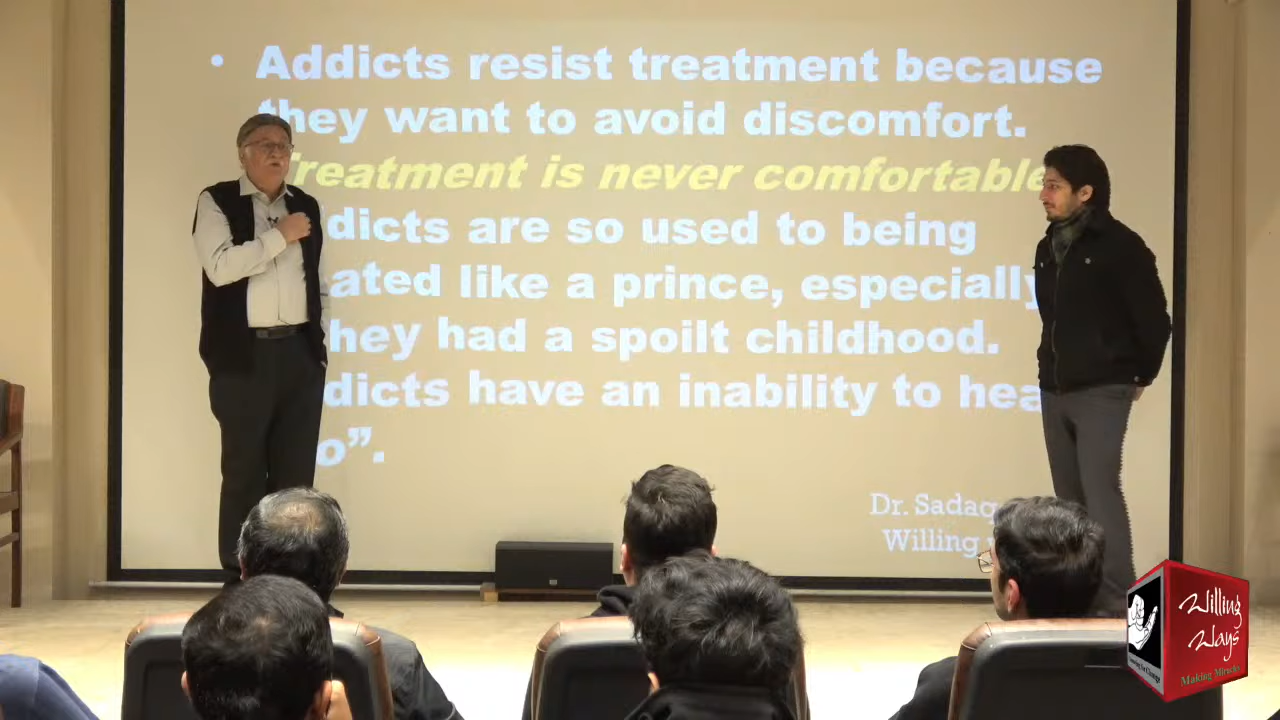 • Addicts resist treatment because
they want to avoid discomfort.
Treatment is never comfortable
dicts are so used to being
ated like a prince, especially
they had a spoilt childhood.
dicts have an inability to hea
o”.
Dr. Sadaq
Willing
Willing
Ways
Making Miracles